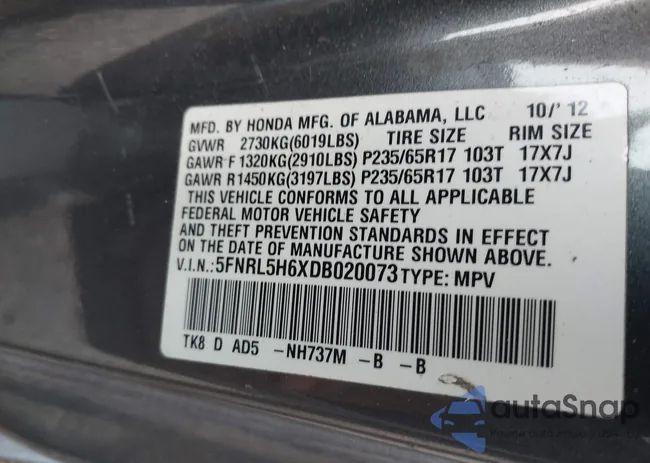 MFD. BY HONDA MFG. OF ALABAMA, LLC 10/' 12
GVWR 2730KG(6019LBS) TIRE SIZE RIM SIZE
GAWR F 1320KG(2910LBS) P235/65R17 103T 17X7J
GAWR R1450KG(3197LBS) P235/65R17 103T 17X7J
THIS VEHICLE CONFORMS TO ALL APPLICABLE
FEDERAL MOTOR VEHICLE SAFETY
AND THEFT PREVENTION STANDARDS IN EFFECT
ON THE DATE OF MANUFACTURE SHOWN ABOVE.
V.I.N.:5FNRL5H6XDB020073 TYPE: MPV
TK8 D AD5 -NH737M -B -B
autoSnap